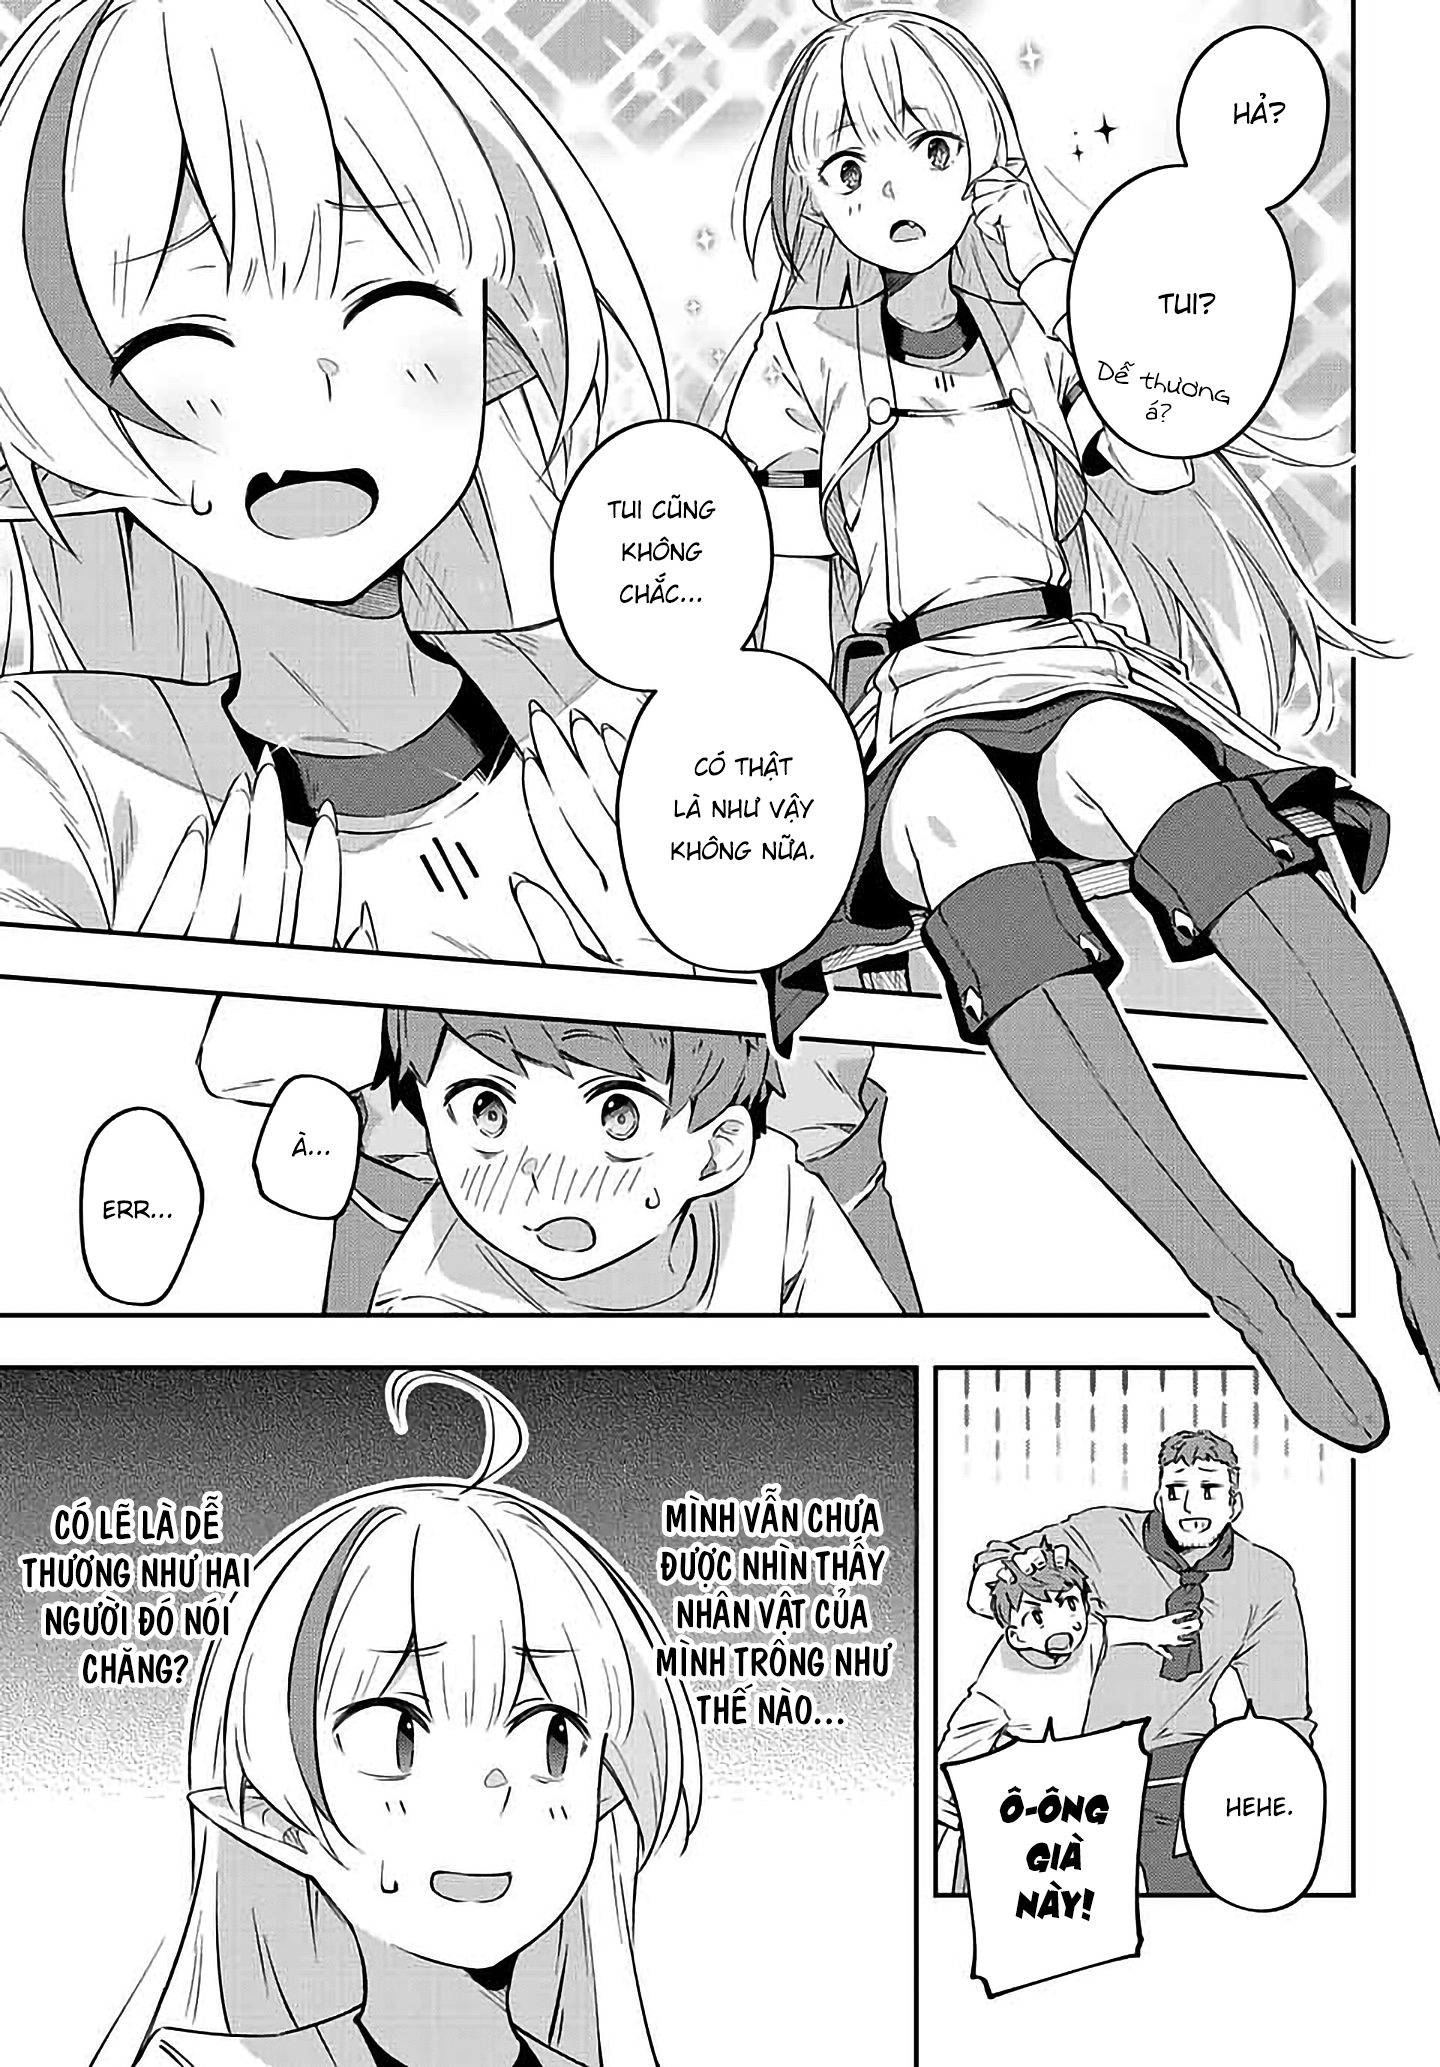 HẢ?
TUI?
Dễ thương
á?
TUI CŨNG
KHÔNG
CHẮC...
CÓ THẬT
LÀ NHƯ VẬY
KHÔNG NỮA.
À...
ERR...
HEHE.
Ô-ÔNG
GIÀ
NÀY!
MÌNH VẪN CHƯA
ĐƯỢC NHÌN THẤY
NHÂN VẬT CỦA
MÌNH TRÔNG NHƯ
THẾ NÀO...
CÓ LẼ LÀ DỄ
THƯƠNG NHƯ HAI
NGƯỜI ĐÓ NÓI
CHĂNG?